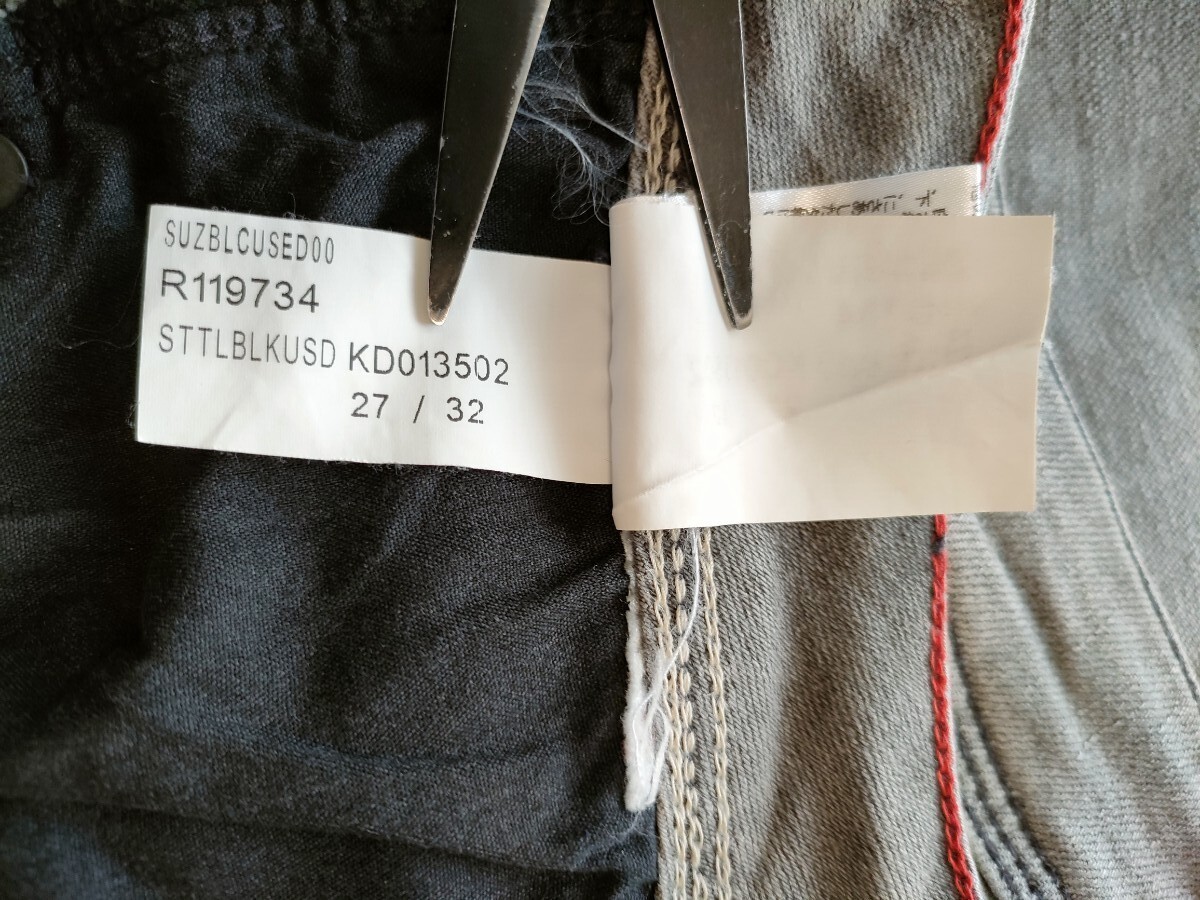 SUZBLCUSED00
R119734
STTLBLKUSD KD013502
27 / 32